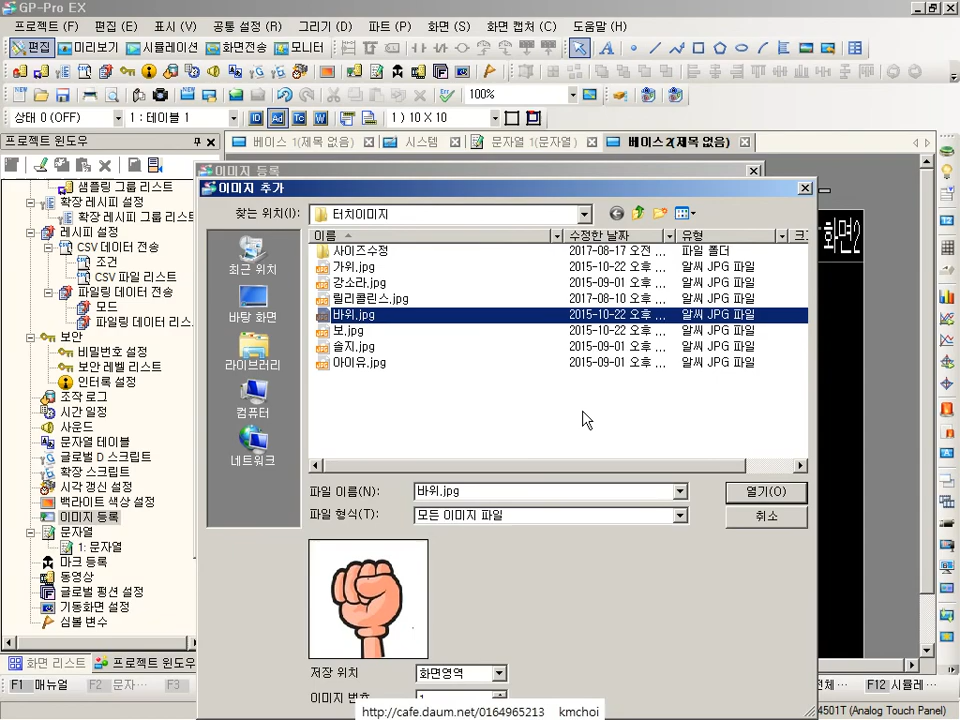 GP-Pro EX
프로젝트 (F) 편집 (E) 표시 (V) 공통 설정 (R) 그리기 (D) 파트 (P) 화면 (S) 화면 캡처 (C) 도움말 (H)
편집 미리보기 시뮬레이션 화면전송 모니터
100%
상태 0 (OFF) 1 : 테이블 1 ID Ad Tc W 1 ) 10 X 10
프로젝트 윈도우
베이스 1(제목 없음) 시스템 문자열 1(문자열) 베이스 2(제목 없음)
샘플링 그룹 리스트
확장 레시피 설정
확장 레시피 그룹 리스
레시피 설정
CSV 데이터 전송
조건
CSV 파일 리스트
파일링 데이터 전송
모드
파일링 데이터 리스
보안
비밀번호 설정
보안 레벨 리스트
인터록 설정
조작 로그
시간 일정
사운드
문자열 테이블
글로벌 D 스크립트
확장 스크립트
시각 갱신 설정
백라이트 색상 설정
이미지 등록
문자열
1: 문자열
마크 등록
동영상
글로벌 펑션 설정
기동화면 설정
심볼 변수
화면 리스트 프로젝트 윈도우
이미지 등록
이미지 추가
찾는 위치(I): 터치이미지
최근 위치
바탕 화면
라이브러리
컴퓨터
네트워크
이름 수정한 날짜 유형 크
사이즈수정 2017-08-17 오전 ... 파일 폴더
가위.jpg 2015-10-22 오후 ... 알씨 JPG 파일
강소라.jpg 2015-09-01 오후 ... 알씨 JPG 파일
릴리콜린스.jpg 2017-08-10 오후 ... 알씨 JPG 파일
바위.jpg 2015-10-22 오후 ... 알씨 JPG 파일
보.jpg 2015-10-22 오후 ... 알씨 JPG 파일
솔지.jpg 2015-09-01 오후 ... 알씨 JPG 파일
아이유.jpg 2015-09-01 오후 ... 알씨 JPG 파일
파일 이름(N): 바위.jpg 열기(O)
파일 형식(T): 모든 이미지 파일 취소
저장 위치 화면영역
이미지 번호 1
화면2
F1 매뉴얼 F2 문자… F3 전체… F12 시뮬레…
http://cafe.daum.net/0164965213 kmchoi
4501T (Analog Touch Panel)